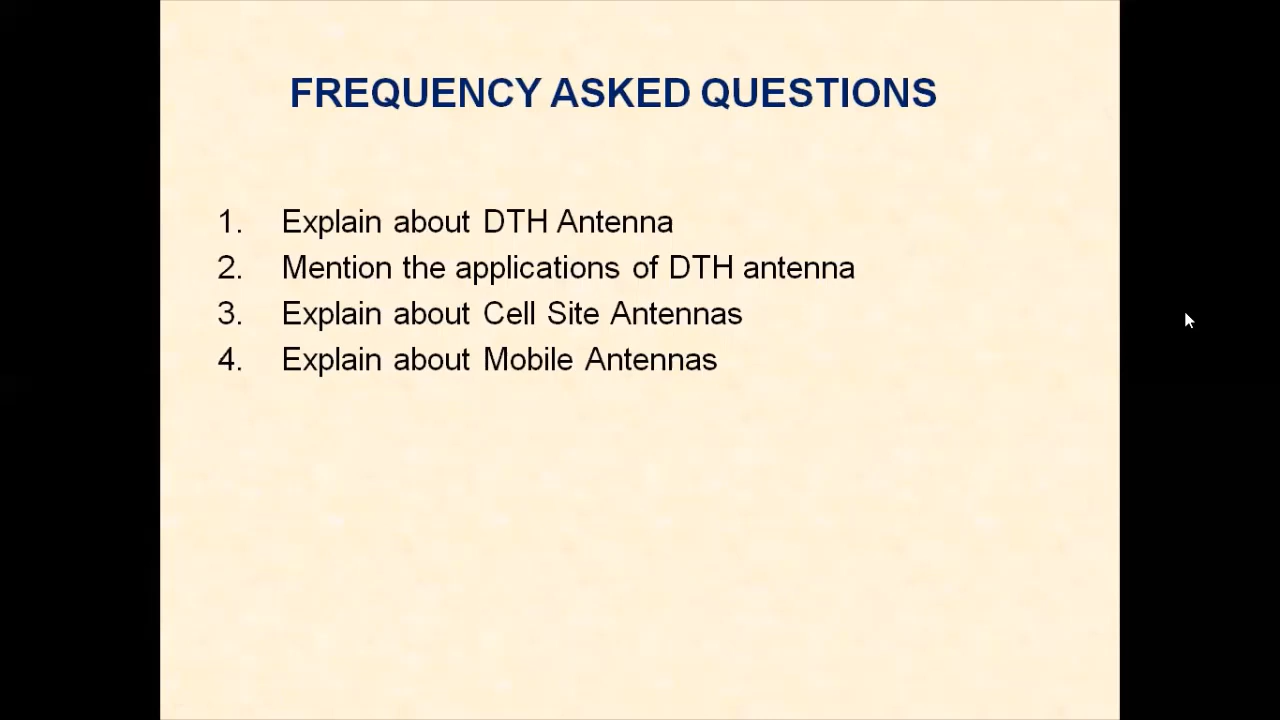 FREQUENCY ASKED QUESTIONS
1. Explain about DTH Antenna
2. Mention the applications of DTH antenna
3. Explain about Cell Site Antennas
4. Explain about Mobile Antennas